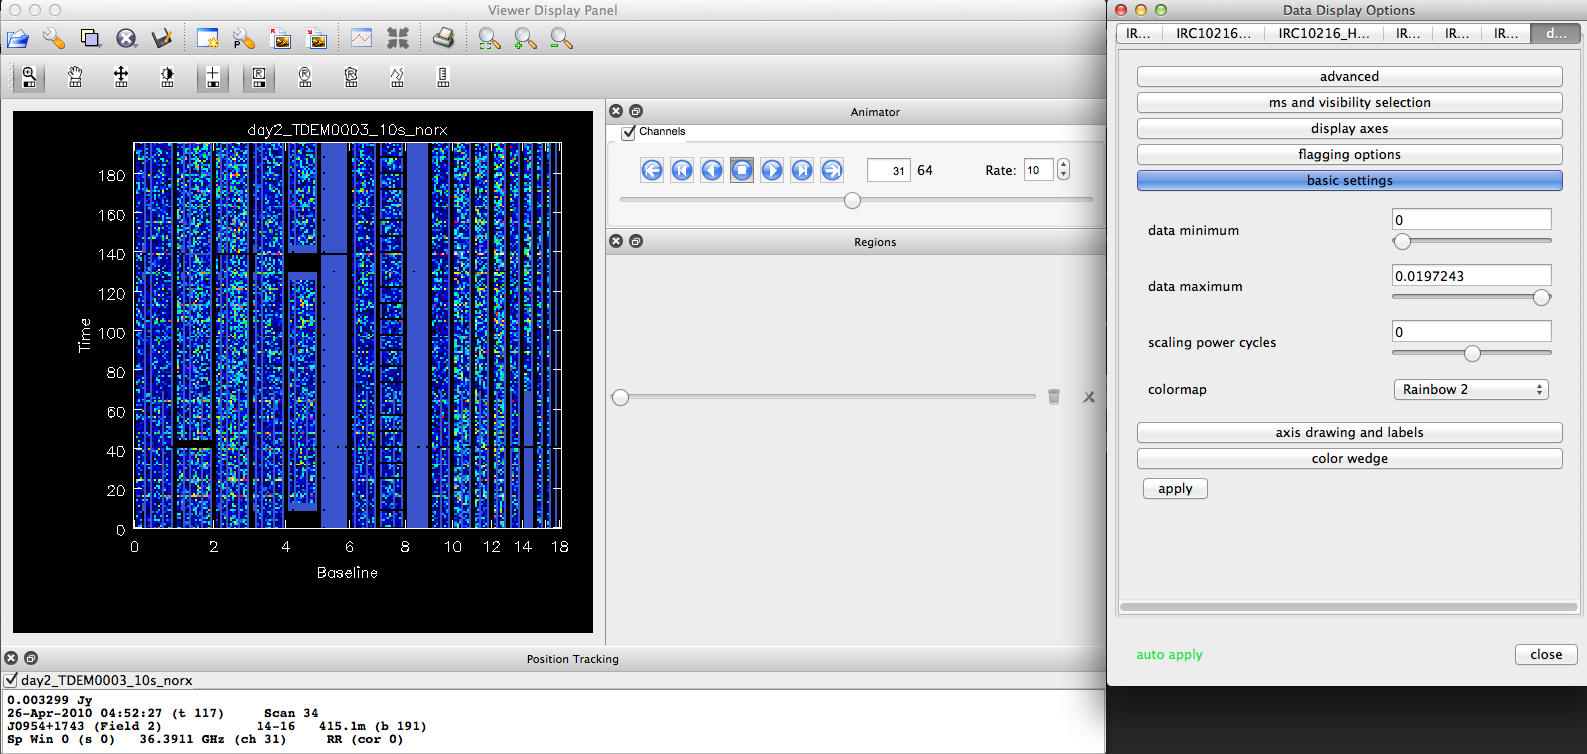 Viewer Display Panel
day2_TDEM0003_10s_norx
180
160
140
120
100
80
60
40
20
0
Time
0 2 4 6 8 10 12 14 18
Baseline
Animator
Channels
31 64 Rate: 10
Regions
Position Tracking
day2_TDEM0003_10s_norx
0.003299 Jy
26-Apr-2010 04:52:27 (t 117) Scan 34
J0954+1743 (Field 2) 14-16 415.1m (b 191)
Sp Win 0 (s 0) 36.3911 GHz (ch 31) RR (cor 0)
Data Display Options
IR... IRC10216... IRC10216_H... IR... IR... IR... d...
advanced
ms and visibility selection
display axes
flagging options
basic settings
data minimum 0
data maximum 0.0197243
scaling power cycles 0
colormap Rainbow 2
axis drawing and labels
color wedge
apply
auto apply close